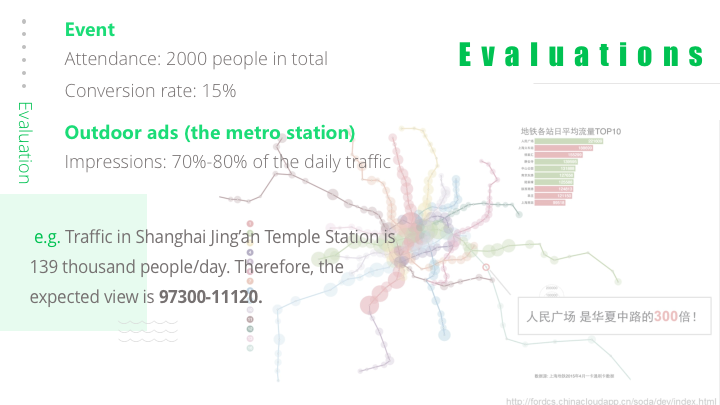 Event
Attendance: 2000 people in total
Conversion rate: 15%
Evaluations
Evaluation
Outdoor ads (the metro station)
Impressions: 70%-80% of the daily traffic
地铁各站日平均流量TOP10
e.g. Traffic in Shanghai Jing’an Temple Station is
139 thousand people/day. Therefore, the
expected view is 97300-11120.
人民广场 是华夏中路的300倍!
http://fordcs.chinacloudapp.cn/soda/dev/index.html